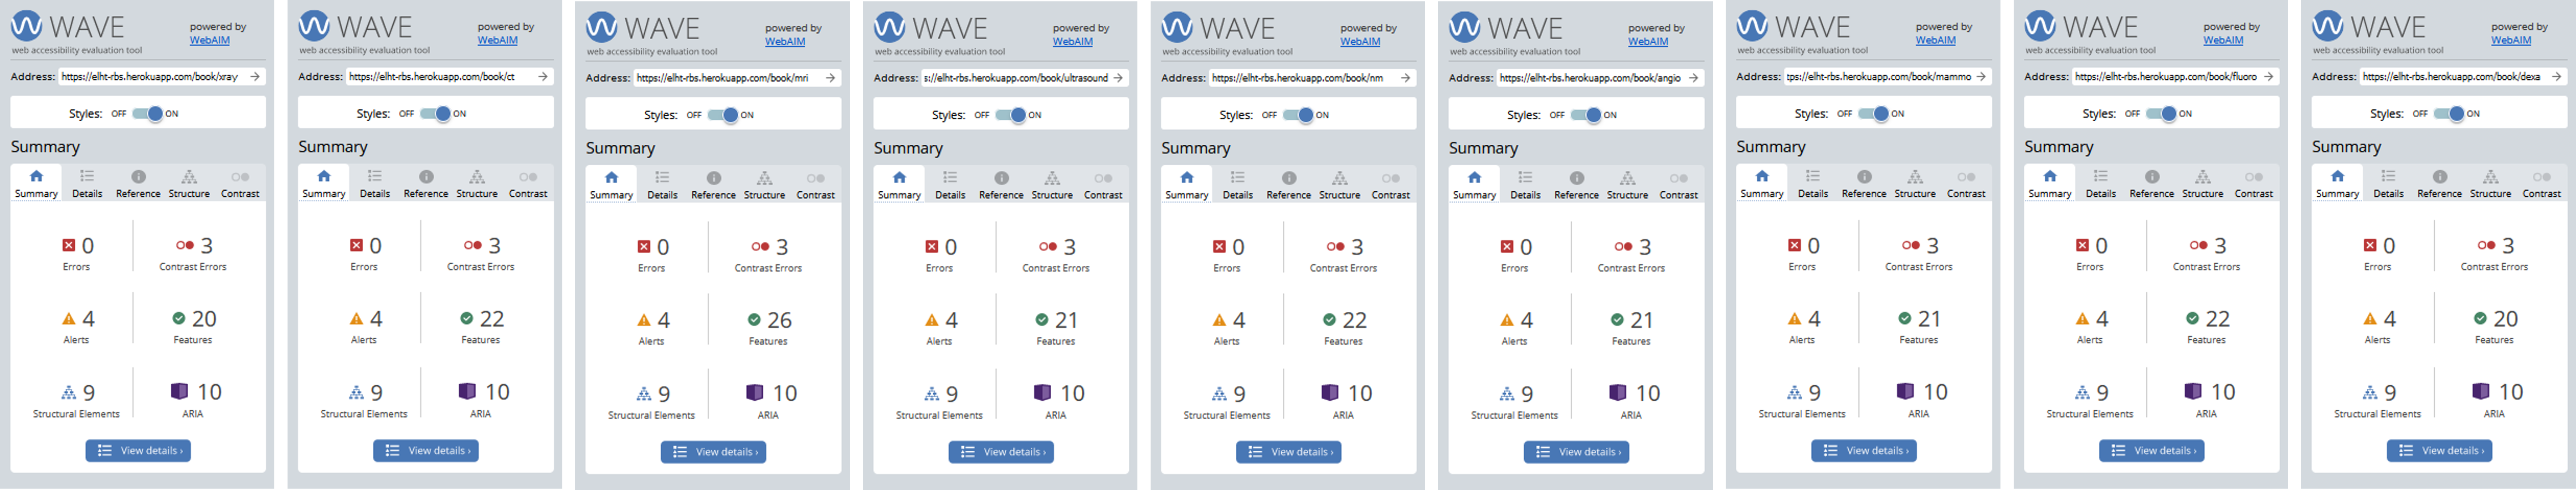 WAVE powered by
WebAIM
web accessibility evaluation tool
Address: https://elht-rbs.herokuapp.com/book/xray
Styles: OFF ON
Summary
Summary Details Reference Structure Contrast
0 3
Errors Contrast Errors
4 20
Alerts Features
9 10
Structural Elements ARIA
View details ›
WAVE powered by
WebAIM
web accessibility evaluation tool
Address: https://elht-rbs.herokuapp.com/book/ct
Styles: OFF ON
Summary
Summary Details Reference Structure Contrast
0 3
Errors Contrast Errors
4 22
Alerts Features
9 10
Structural Elements ARIA
View details ›
WAVE powered by
WebAIM
web accessibility evaluation tool
Address: https://elht-rbs.herokuapp.com/book/mri
Styles: OFF ON
Summary
Summary Details Reference Structure Contrast
0 3
Errors Contrast Errors
4 26
Alerts Features
9 10
Structural Elements ARIA
View details ›
WAVE powered by
WebAIM
web accessibility evaluation tool
Address: s://elht-rbs.herokuapp.com/book/ultrasound
Styles: OFF ON
Summary
Summary Details Reference Structure Contrast
0 3
Errors Contrast Errors
4 21
Alerts Features
9 10
Structural Elements ARIA
View details ›
WAVE powered by
WebAIM
web accessibility evaluation tool
Address: https://elht-rbs.herokuapp.com/book/nm
Styles: OFF ON
Summary
Summary Details Reference Structure Contrast
0 3
Errors Contrast Errors
4 22
Alerts Features
9 10
Structural Elements ARIA
View details ›
WAVE powered by
WebAIM
web accessibility evaluation tool
Address: https://elht-rbs.herokuapp.com/book/angio
Styles: OFF ON
Summary
Summary Details Reference Structure Contrast
0 3
Errors Contrast Errors
4 21
Alerts Features
9 10
Structural Elements ARIA
View details ›
WAVE powered by
WebAIM
web accessibility evaluation tool
Address: tps://elht-rbs.herokuapp.com/book/mammo
Styles: OFF ON
Summary
Summary Details Reference Structure Contrast
0 3
Errors Contrast Errors
4 21
Alerts Features
9 10
Structural Elements ARIA
View details ›
WAVE powered by
WebAIM
web accessibility evaluation tool
Address: https://elht-rbs.herokuapp.com/book/fluoro
Styles: OFF ON
Summary
Summary Details Reference Structure Contrast
0 3
Errors Contrast Errors
4 22
Alerts Features
9 10
Structural Elements ARIA
View details ›
WAVE powered by
WebAIM
web accessibility evaluation tool
Address: https://elht-rbs.herokuapp.com/book/dexa
Styles: OFF ON
Summary
Summary Details Reference Structure Contrast
0 3
Errors Contrast Errors
4 20
Alerts Features
9 10
Structural Elements ARIA
View details ›